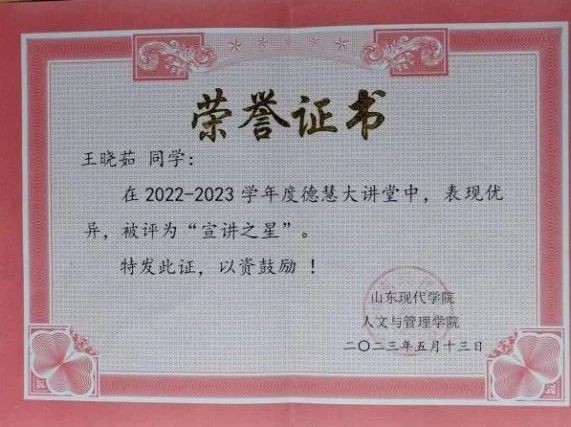 荣誉证书
王晓茹 同学：
在2022-2023学年度德慧大讲堂中，表现优
异，被评为“宣讲之星”。
特发此证，以资鼓励！
山东现代学院
人文与管理学院
二〇二三年五月十三日